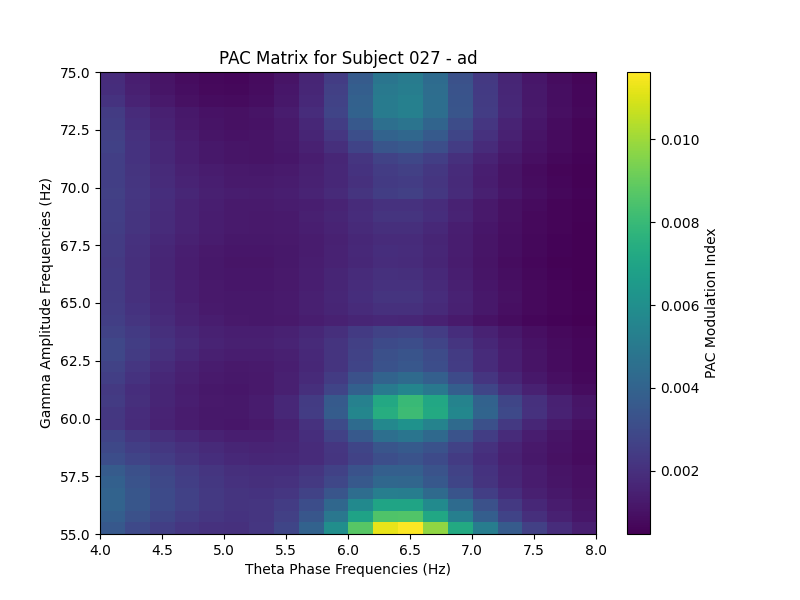 PAC Matrix for Subject 027 - ad
75.0
72.5
70.0
67.5
65.0
62.5
60.0
57.5
55.0
Gamma Amplitude Frequencies (Hz)
4.0 4.5 5.0 5.5 6.0 6.5 7.0 7.5 8.0
Theta Phase Frequencies (Hz)
0.010
0.008
0.006
0.004
0.002
PAC Modulation Index